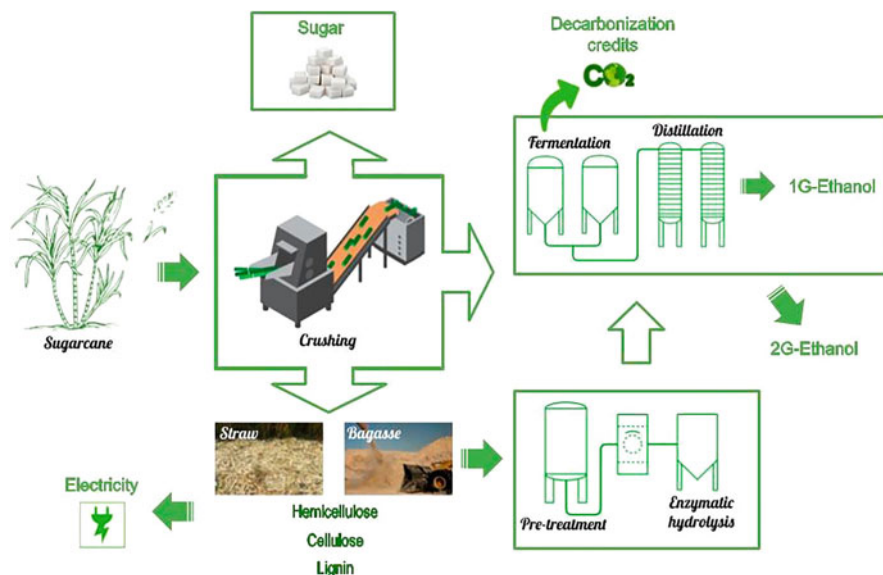 Sugar
Decarbonization
credits
CO2
Fermentation
Distillation
1G-Ethanol
2G-Ethanol
Sugarcane
Crushing
Straw
Bagasse
Electricity
Hemicellulose
Cellulose
Lignin
Pre-treatment
Enzymatic
hydrolysis